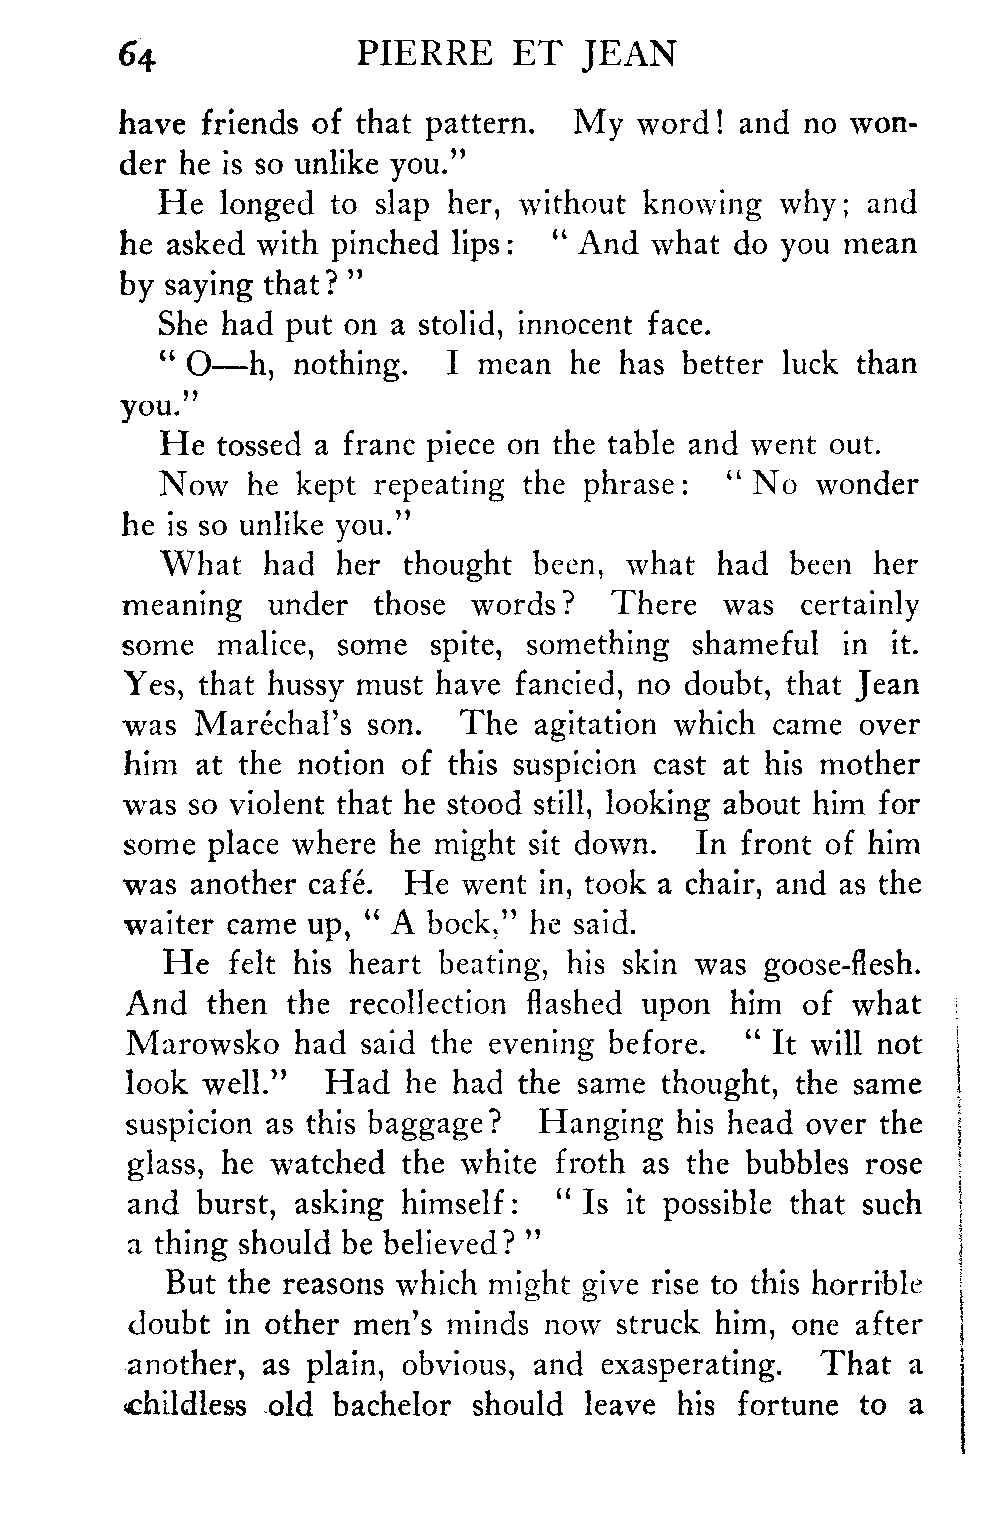 64 PIERRE ET JEAN
have friends of that pattern. My word! and no won-
der he is so unlike you."
He longed to slap her, without knowing why; and
he asked with pinched lips: "And what do you mean
by saying that?"
She had put on a stolid, innocent face.
"O—h, nothing. I mean he has better luck than
you."
He tossed a franc piece on the table and went out.
Now he kept repeating the phrase: "No wonder
he is so unlike you."
What had her thought been, what had been her
meaning under those words? There was certainly
some malice, some spite, something shameful in it.
Yes, that hussy must have fancied, no doubt, that Jean
was Maréchal's son. The agitation which came over
him at the notion of this suspicion cast at his mother
was so violent that he stood still, looking about him for
some place where he might sit down. In front of him
was another café. He went in, took a chair, and as the
waiter came up, "A bock," he said.
He felt his heart beating, his skin was goose-flesh.
And then the recollection flashed upon him of what
Marowsko had said the evening before. "It will not
look well." Had he had the same thought, the same
suspicion as this baggage? Hanging his head over the
glass, he watched the white froth as the bubbles rose
and burst, asking himself: "Is it possible that such
a thing should be believed?"
But the reasons which might give rise to this horrible
doubt in other men's minds now struck him, one after
another, as plain, obvious, and exasperating. That a
childless old bachelor should leave his fortune to a